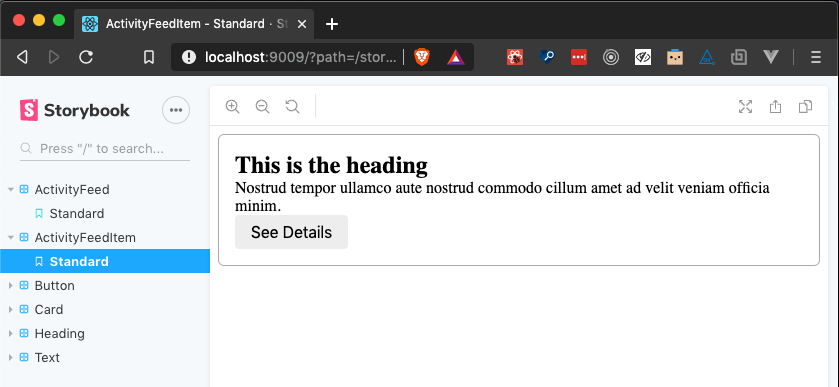 ActivityFeedItem - Standard · St
localhost:9009/?path=/stor...
Storybook
Press "/" to search...
ActivityFeed
Standard
ActivityFeedItem
Standard
Button
Card
Heading
Text
This is the heading
Nostrud tempor ullamco aute nostrud commodo cillum amet ad velit veniam officia
minim.
See Details